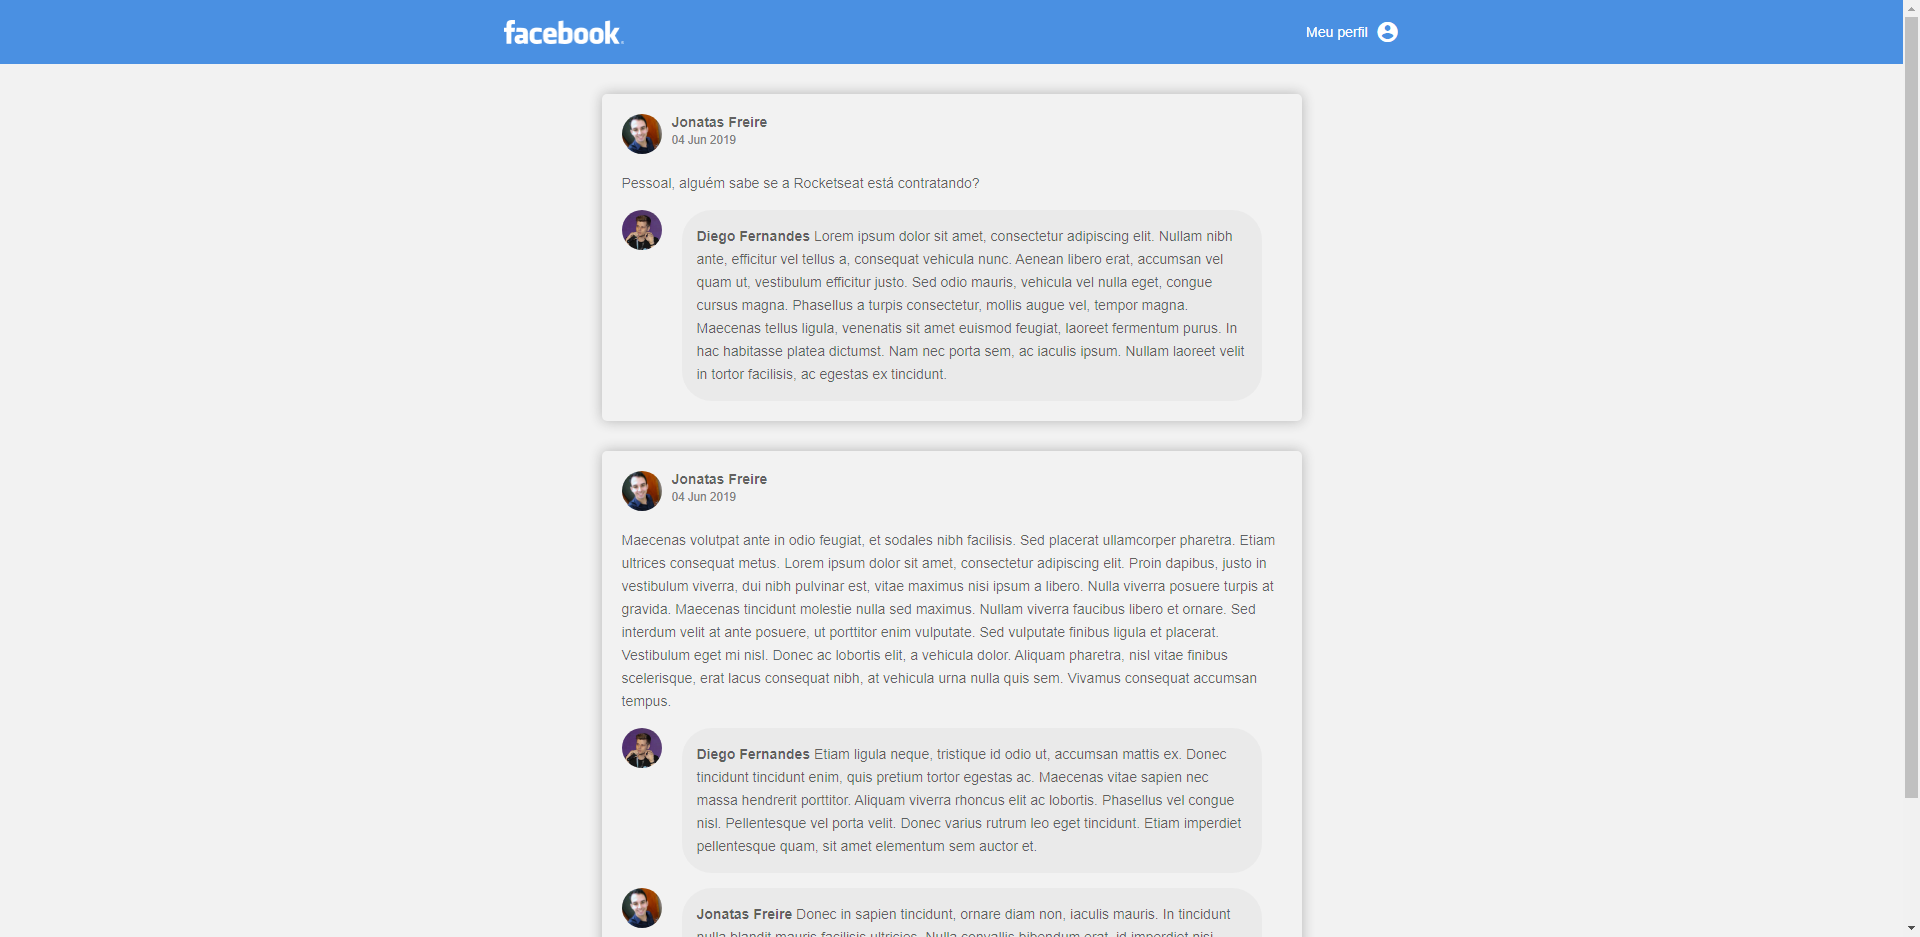 facebook.
Meu perfil
Jonatas Freire
04 Jun 2019
Pessoal, alguém sabe se a Rocketseat está contratando?
Diego Fernandes Lorem ipsum dolor sit amet, consectetur adipiscing elit. Nullam nibh
ante, efficitur vel tellus a, consequat vehicula nunc. Aenean libero erat, accumsan vel
quam ut, vestibulum efficitur justo. Sed odio mauris, vehicula vel nulla eget, congue
cursus magna. Phasellus a turpis consectetur, mollis augue vel, tempor magna.
Maecenas tellus ligula, venenatis sit amet euismod feugiat, laoreet fermentum purus. In
hac habitasse platea dictumst. Nam nec porta sem, ac iaculis ipsum. Nullam laoreet velit
in tortor facilisis, ac egestas ex tincidunt.
Jonatas Freire
04 Jun 2019
Maecenas volutpat ante in odio feugiat, et sodales nibh facilisis. Sed placerat ullamcorper pharetra. Etiam
ultrices consequat metus. Lorem ipsum dolor sit amet, consectetur adipiscing elit. Proin dapibus, justo in
vestibulum viverra, dui nibh pulvinar est, vitae maximus nisi ipsum a libero. Nulla viverra posuere turpis at
gravida. Maecenas tincidunt molestie nulla sed maximus. Nullam viverra faucibus libero et ornare. Sed
interdum velit at ante posuere, ut porttitor enim vulputate. Sed vulputate finibus ligula et placerat.
Vestibulum eget mi nisl. Donec ac lobortis elit, a vehicula dolor. Aliquam pharetra, nisl vitae finibus
scelerisque, erat lacus consequat nibh, at vehicula urna nulla quis sem. Vivamus consequat accumsan
tempus.
Diego Fernandes Etiam ligula neque, tristique id odio ut, accumsan mattis ex. Donec
tincidunt tincidunt enim, quis pretium tortor egestas ac. Maecenas vitae sapien nec
massa hendrerit porttitor. Aliquam viverra rhoncus elit ac lobortis. Phasellus vel congue
nisl. Pellentesque vel porta velit. Donec varius rutrum leo eget tincidunt. Etiam imperdiet
pellentesque quam, sit amet elementum sem auctor et.
Jonatas Freire Donec in sapien tincidunt, ornare diam non, iaculis mauris. In tincidunt
nulla blandit mauris facilisis ultricies. Nulla convallis bibendum erat, id imperdiet nisi